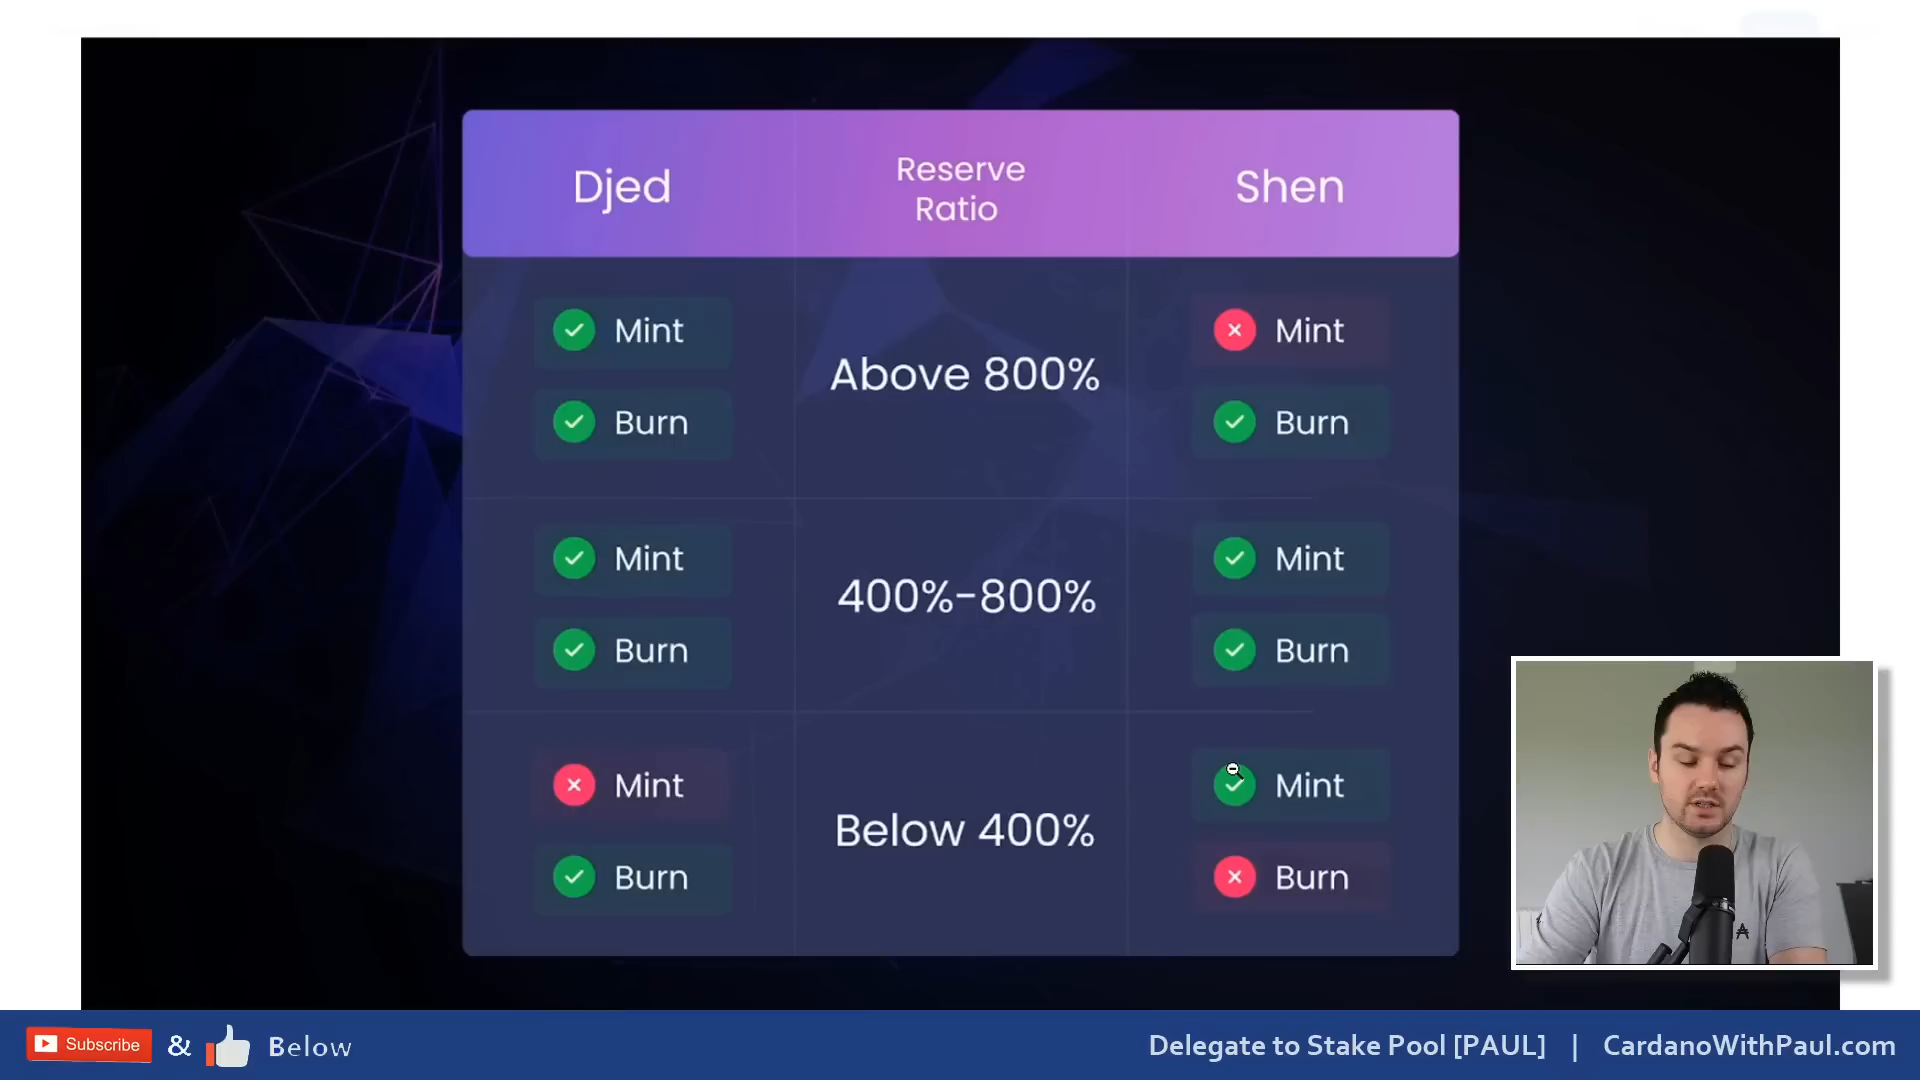 Djed
Reserve
Ratio
Shen
Mint
Burn
Above 800%
Mint
Burn
Mint
Burn
400%-800%
Mint
Burn
Mint
Burn
Below 400%
Mint
Burn
Subscribe & Below
Delegate to Stake Pool [PAUL] | CardanoWithPaul.com